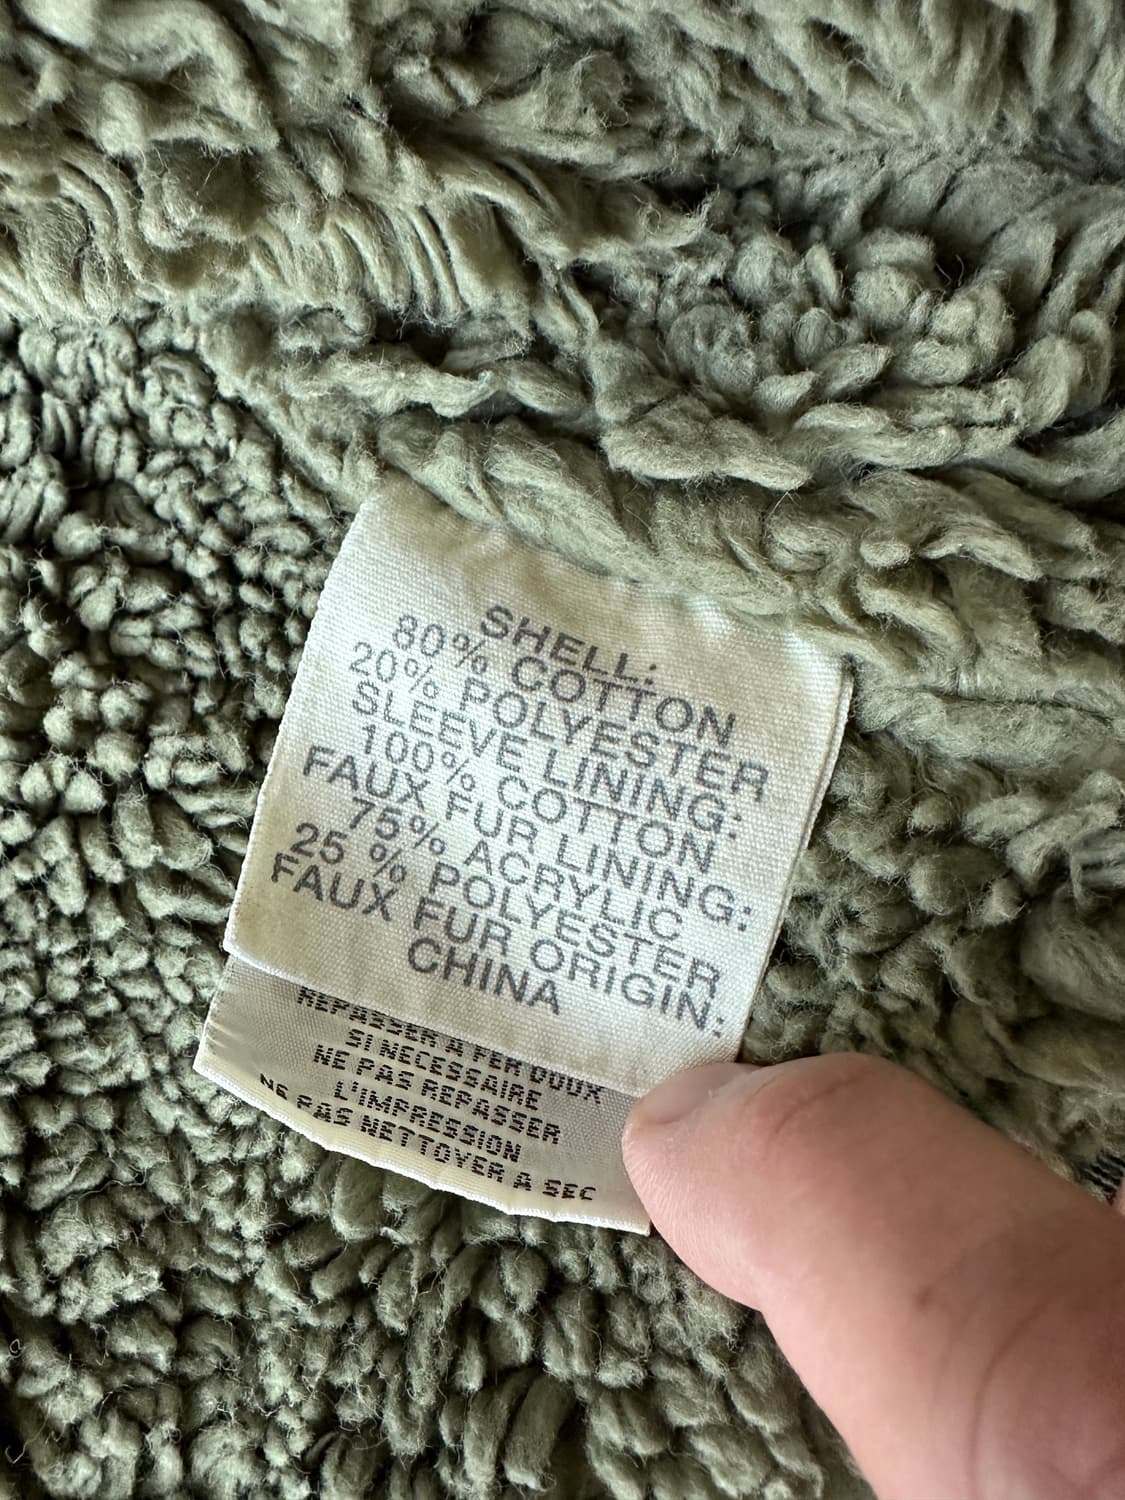 SHELL:
80% COTTON
20% POLYESTER
SLEEVE LINING:
100% COTTON
FAUX FUR LINING:
75% ACRYLIC
25 % POLYESTER
FAUX FUR ORIGIN:
CHINA
REPASSER A FER DOUX
SI NECESSAIRE
NE PAS REPASSER
L'IMPRESSION
NE PAS NETTOYER A SEC